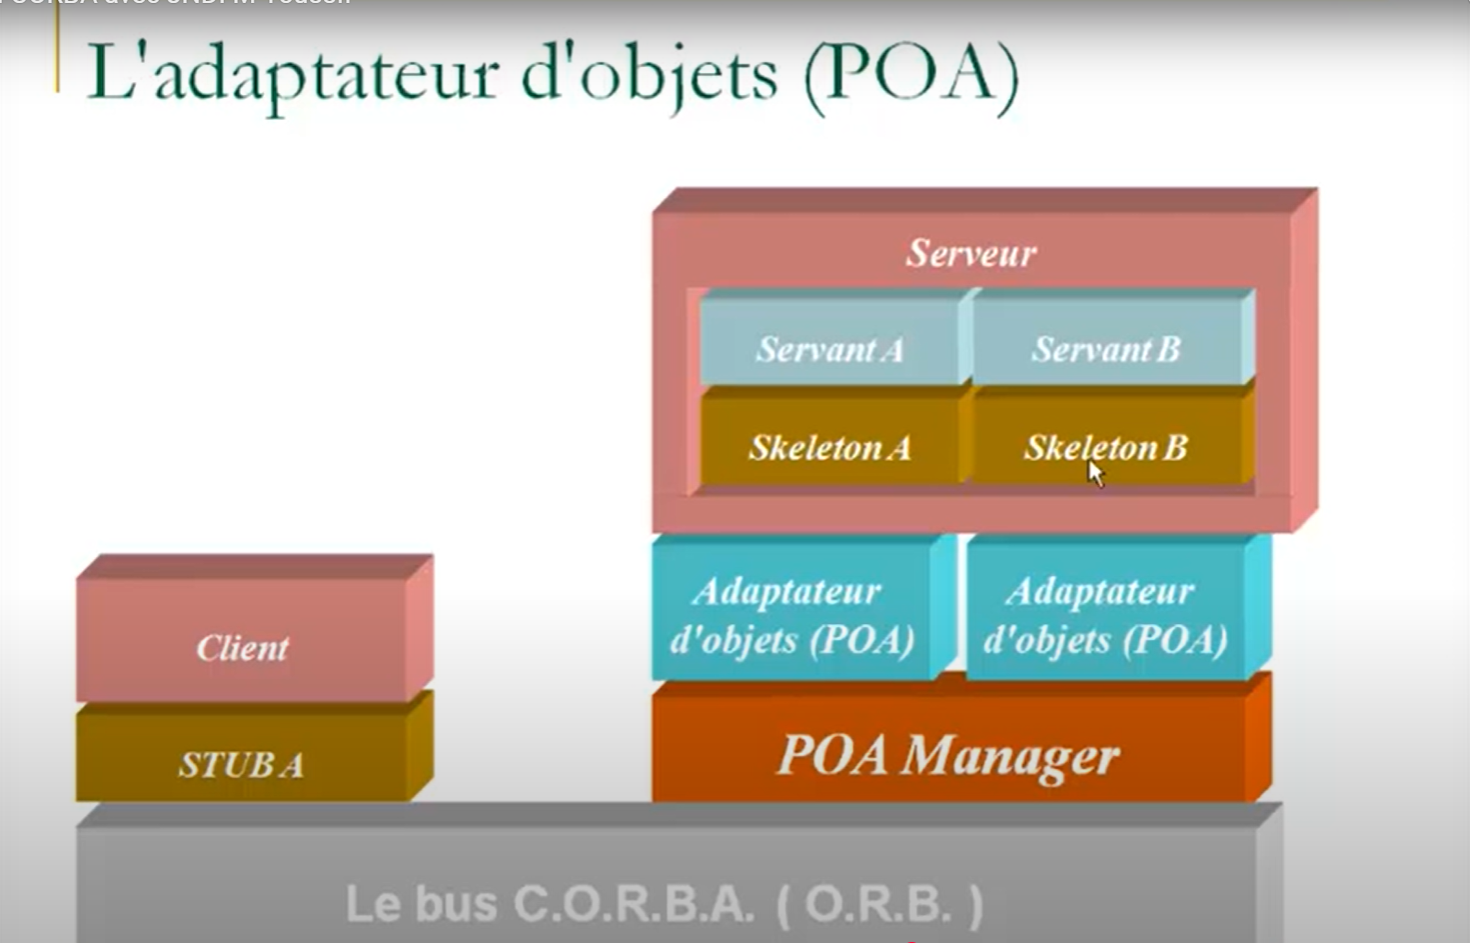 L'adaptateur d'objets (POA)
Serveur
Servant A
Servant B
Skeleton A
Skeleton B
Adaptateur
d'objets (POA)
Adaptateur
d'objets (POA)
Client
STUB A
POA Manager
Le bus C.O.R.B.A. ( O.R.B. )